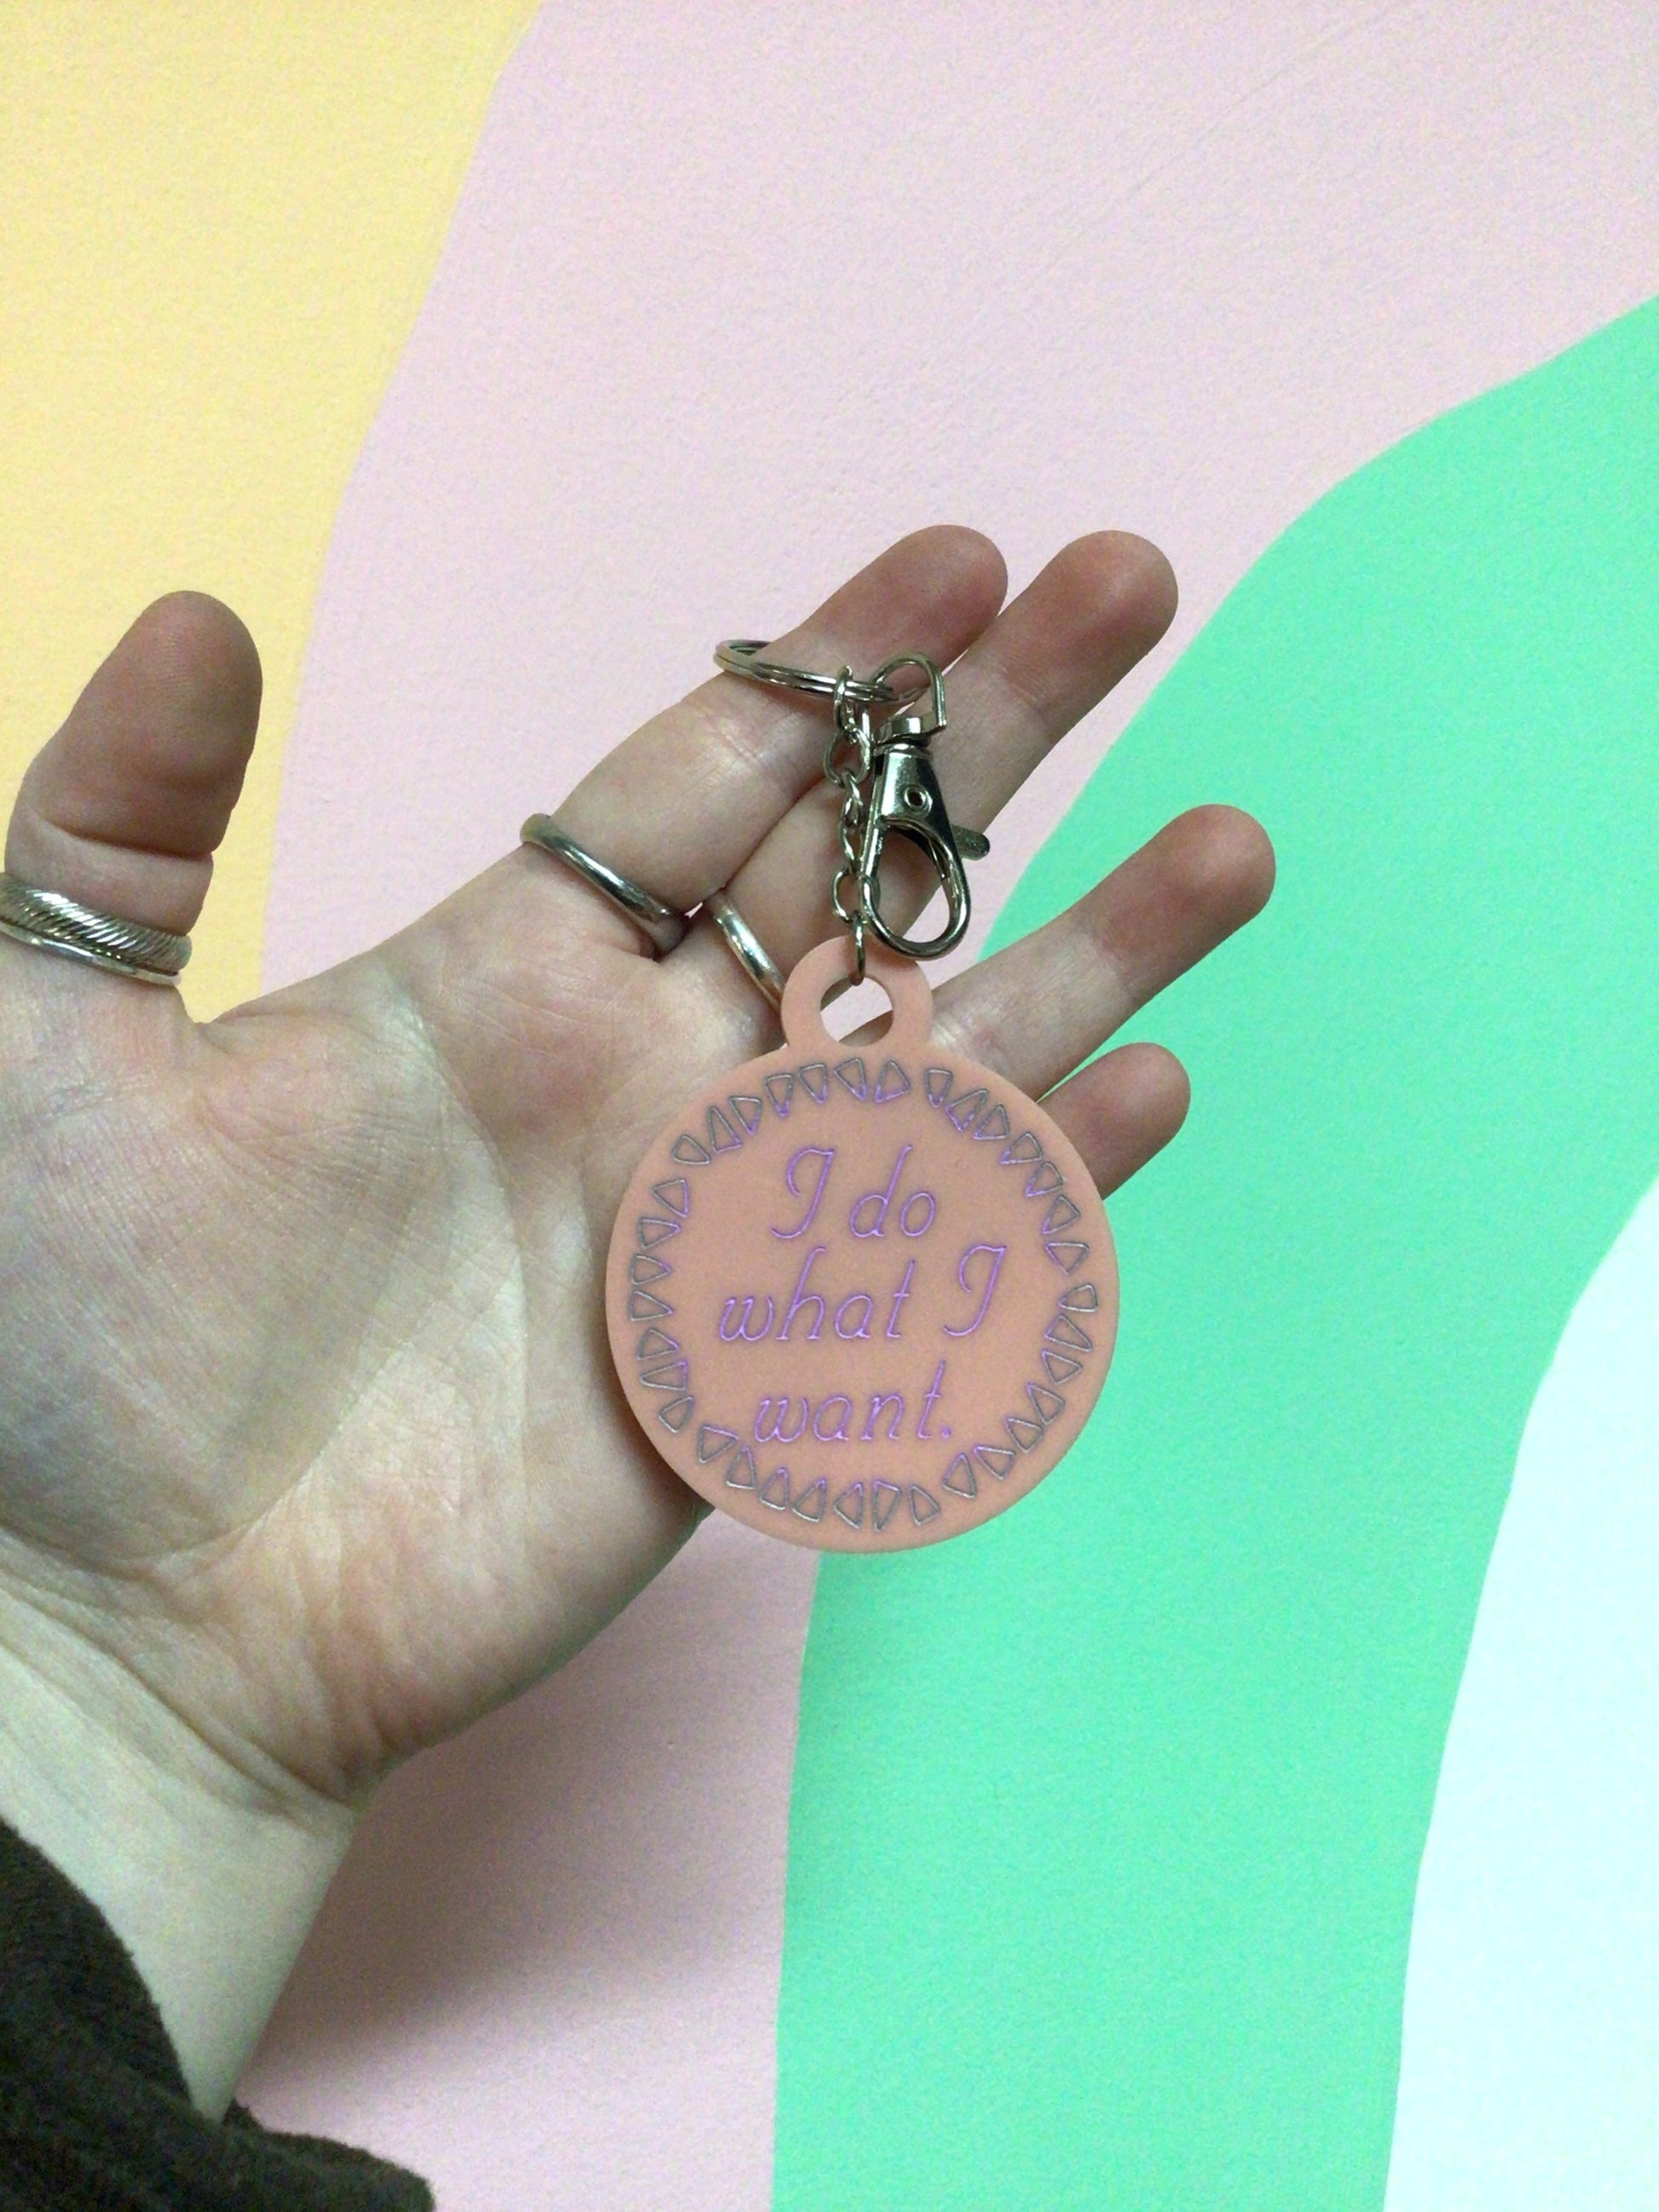 I do
what I
want.